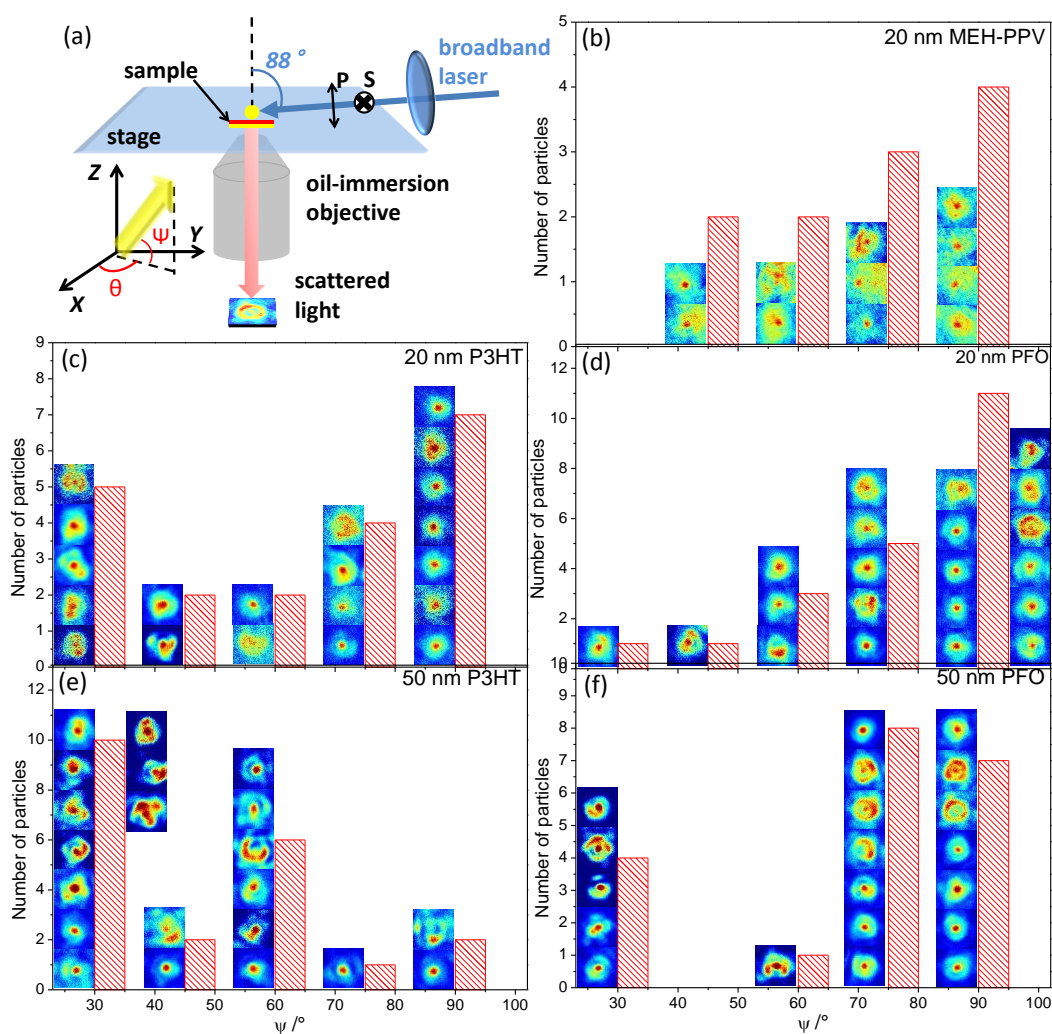 (a)
88 °
broadband
laser
sample
P
S
stage
Z
Y
X
Ψ
θ
oil-immersion
objective
scattered
light
(b)
20 nm MEH-PPV
Number of particles
5
4
3
2
1
0
(c)
20 nm P3HT
Number of particles
9
8
7
6
5
4
3
2
1
0
(d)
20 nm PFO
Number of particles
12
10
8
6
4
2
0
(e)
50 nm P3HT
Number of particles
12
10
8
6
4
2
0
30 40 50 60 70 80 90 100
ψ /°
(f)
50 nm PFO
Number of particles
10
9
8
7
6
5
4
3
2
1
0
30 40 50 60 70 80 90 100
ψ /°